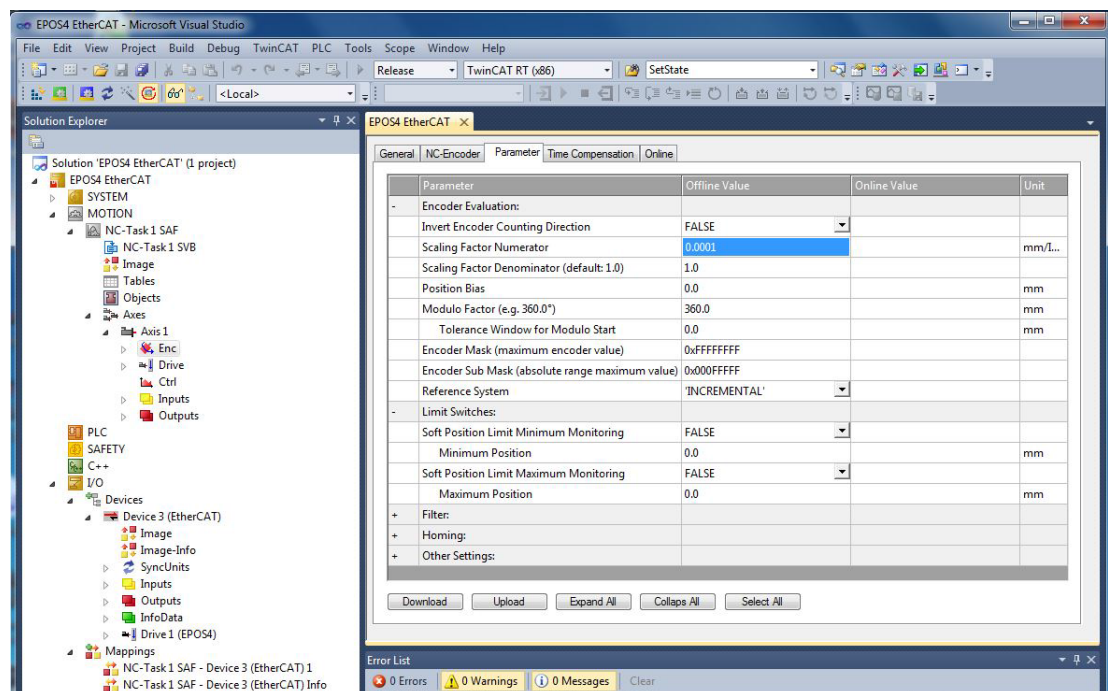 EPOS4 EtherCAT - Microsoft Visual Studio
File Edit View Project Build Debug TwinCAT PLC Tools Scope Window Help
Release TwinCAT RT (x86) SetState
<Local>
Solution Explorer
EPOS4 EtherCAT
Solution 'EPOS4 EtherCAT' (1 project)
EPOS4 EtherCAT
SYSTEM
MOTION
NC-Task 1 SAF
NC-Task 1 SVB
Image
Tables
Objects
Axes
Axis 1
Enc
Drive
Ctrl
Inputs
Outputs
PLC
SAFETY
C++
I/O
Devices
Device 3 (EtherCAT)
Image
Image-Info
SyncUnits
Inputs
Outputs
InfoData
Drive 1 (EPOS4)
Mappings
NC-Task 1 SAF - Device 3 (EtherCAT) 1
NC-Task 1 SAF - Device 3 (EtherCAT) Info
General NC-Encoder Parameter Time Compensation Online
Parameter Offline Value Online Value Unit
- Encoder Evaluation:
Invert Encoder Counting Direction FALSE
Scaling Factor Numerator 0.0001 mm/I...
Scaling Factor Denominator (default: 1.0) 1.0
Position Bias 0.0 mm
Modulo Factor (e.g. 360.0°) 360.0 mm
Tolerance Window for Modulo Start 0.0 mm
Encoder Mask (maximum encoder value) 0xFFFFFFFF
Encoder Sub Mask (absolute range maximum value) 0x000FFFFF
Reference System 'INCREMENTAL'
- Limit Switches:
Soft Position Limit Minimum Monitoring FALSE
Minimum Position 0.0 mm
Soft Position Limit Maximum Monitoring FALSE
Maximum Position 0.0 mm
+ Filter:
+ Homing:
+ Other Settings:
Download Upload Expand All Collaps All Select All
Error List
0 Errors 0 Warnings 0 Messages Clear